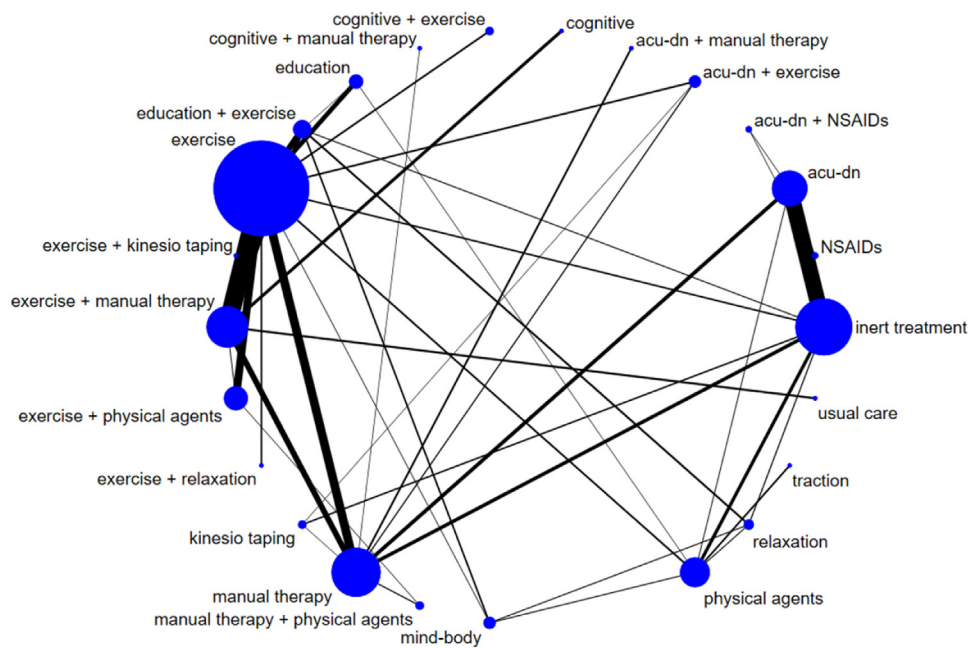 cognitive + exercise
cognitive
cognitive + manual therapy
acu-dn + manual therapy
education
acu-dn + exercise
education + exercise
acu-dn + NSAIDs
exercise
acu-dn
exercise + kinesio taping
NSAIDs
exercise + manual therapy
inert treatment
exercise + physical agents
usual care
exercise + relaxation
traction
kinesio taping
relaxation
manual therapy
physical agents
manual therapy + physical agents
mind-body